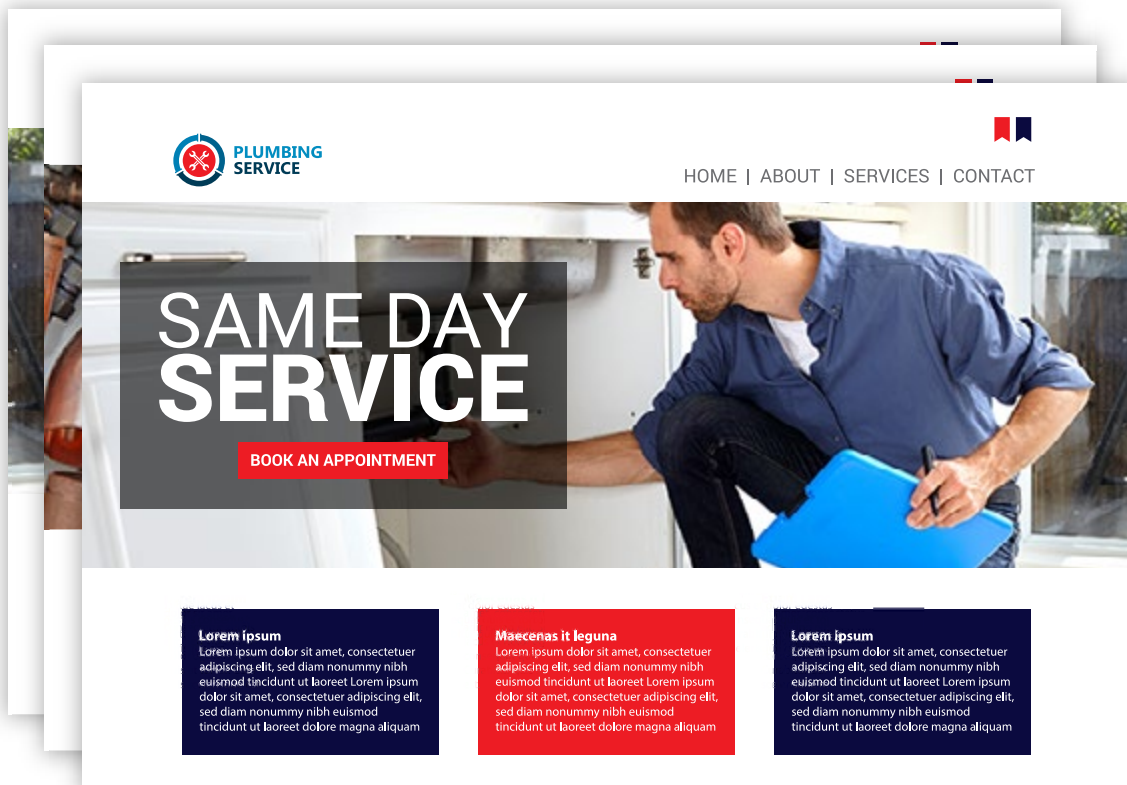 PLUMBING
SERVICE
HOME | ABOUT | SERVICES | CONTACT
SAME DAY
SERVICE
BOOK AN APPOINTMENT
Lorem ipsum
Lorem ipsum dolor sit amet, consectetuer
adipiscing elit, sed diam nonummy nibh
euismod tincidunt ut laoreet Lorem ipsum
dolor sit amet, consectetuer adipiscing elit,
sed diam nonummy nibh euismod
tincidunt ut laoreet dolore magna aliquam
Maecenas it leguna
Lorem ipsum dolor sit amet, consectetuer
adipiscing elit, sed diam nonummy nibh
euismod tincidunt ut laoreet Lorem ipsum
dolor sit amet, consectetuer adipiscing elit,
sed diam nonummy nibh euismod
tincidunt ut laoreet dolore magna aliquam
Lorem ipsum
Lorem ipsum dolor sit amet, consectetuer
adipiscing elit, sed diam nonummy nibh
euismod tincidunt ut laoreet Lorem ipsum
dolor sit amet, consectetuer adipiscing elit,
sed diam nonummy nibh euismod
tincidunt ut laoreet dolore magna aliquam